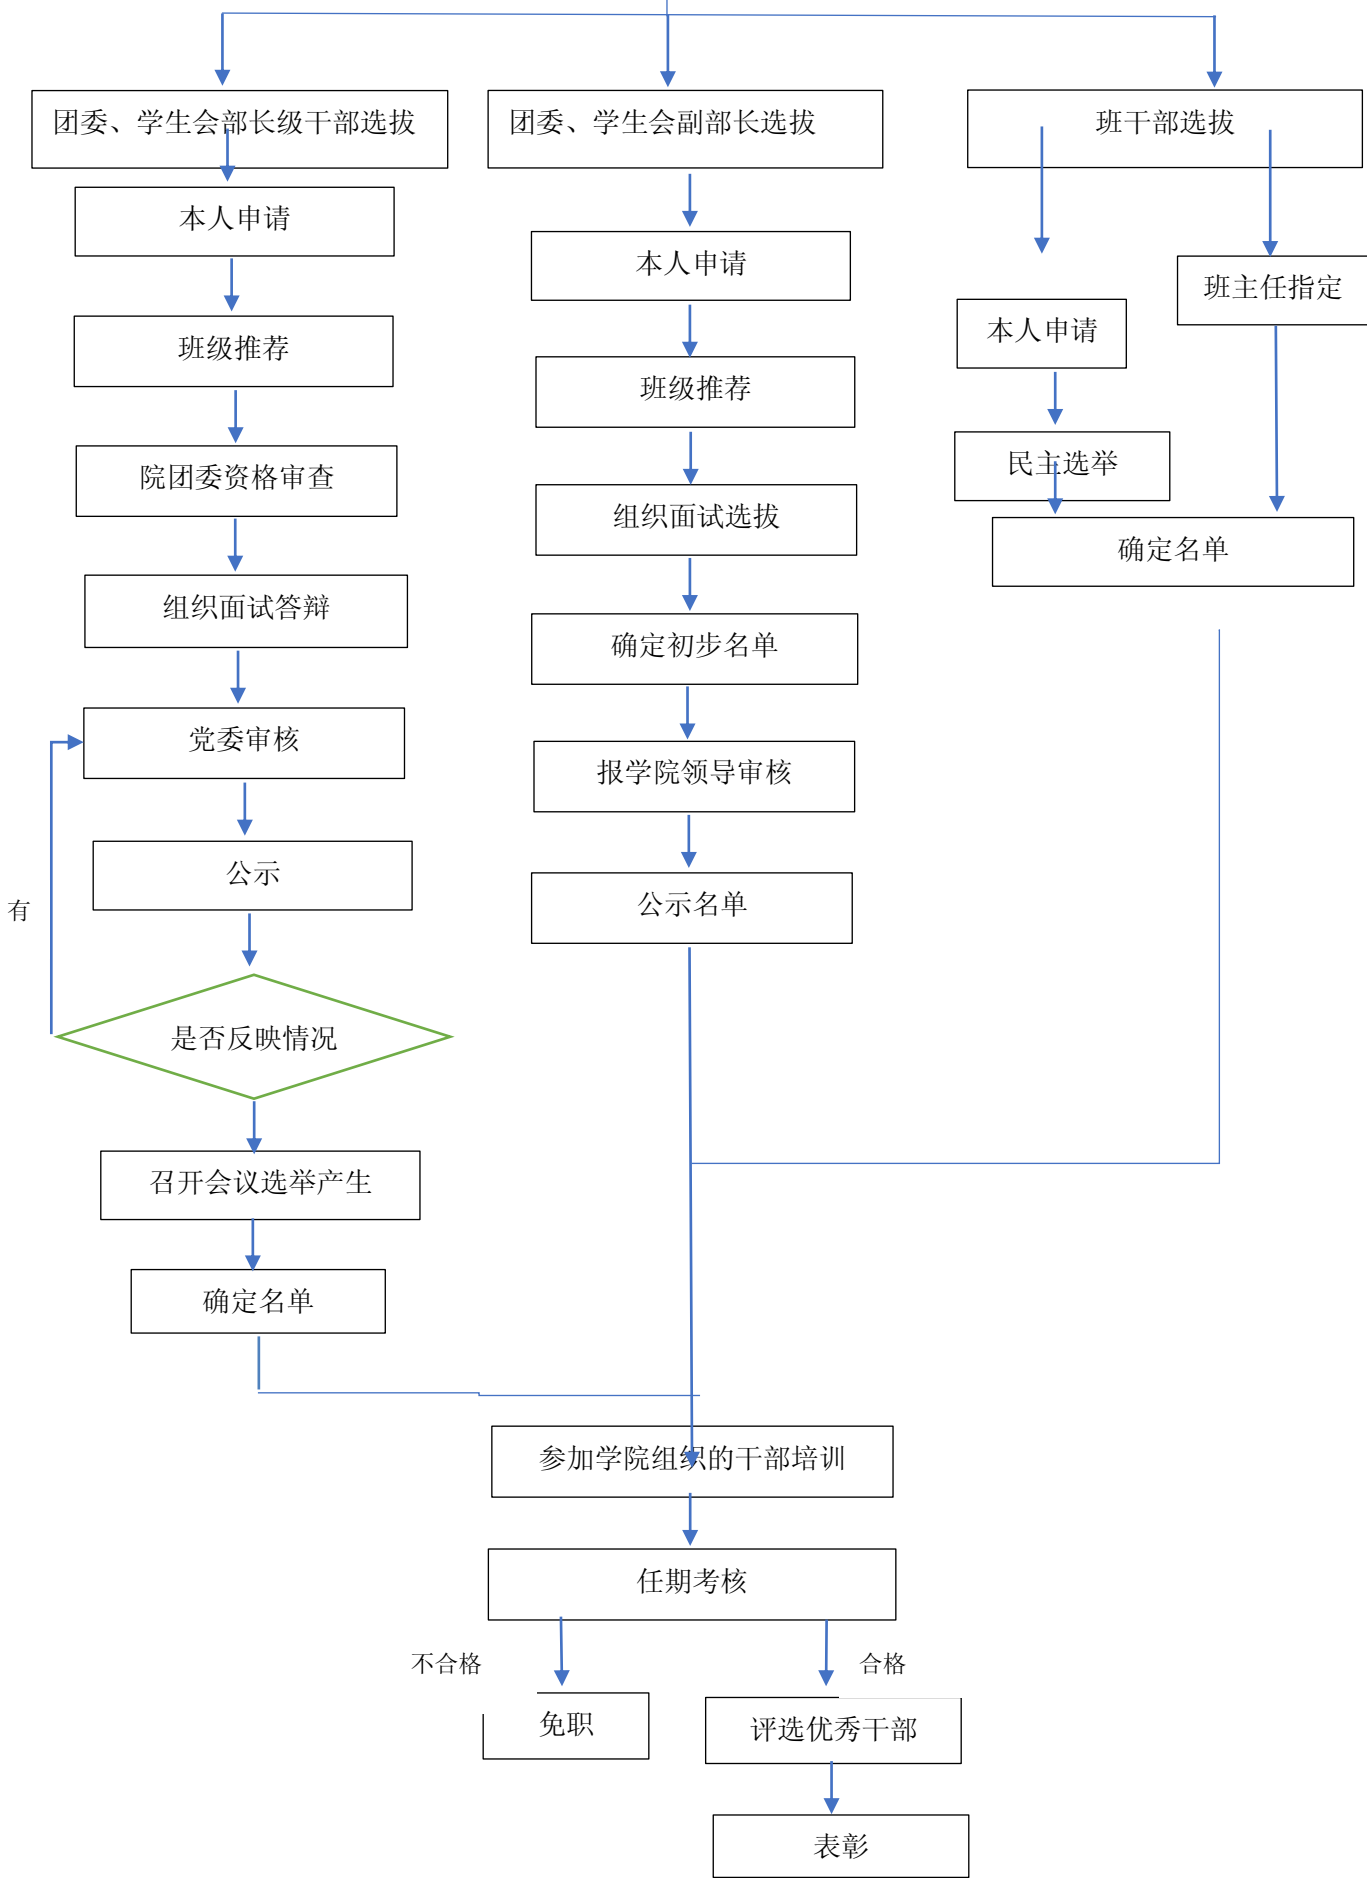 团委、学生会部长级干部选拔
团委、学生会副部长选拔
班干部选拔
本人申请
班级推荐
院团委资格审查
组织面试答辩
党委审核
公示
有
是否反映情况
召开会议选举产生
确定名单
本人申请
班级推荐
组织面试选拔
确定初步名单
报学院领导审核
公示名单
本人申请
民主选举
班主任指定
确定名单
参加学院组织的干部培训
任期考核
不合格
合格
免职
评选优秀干部
表彰